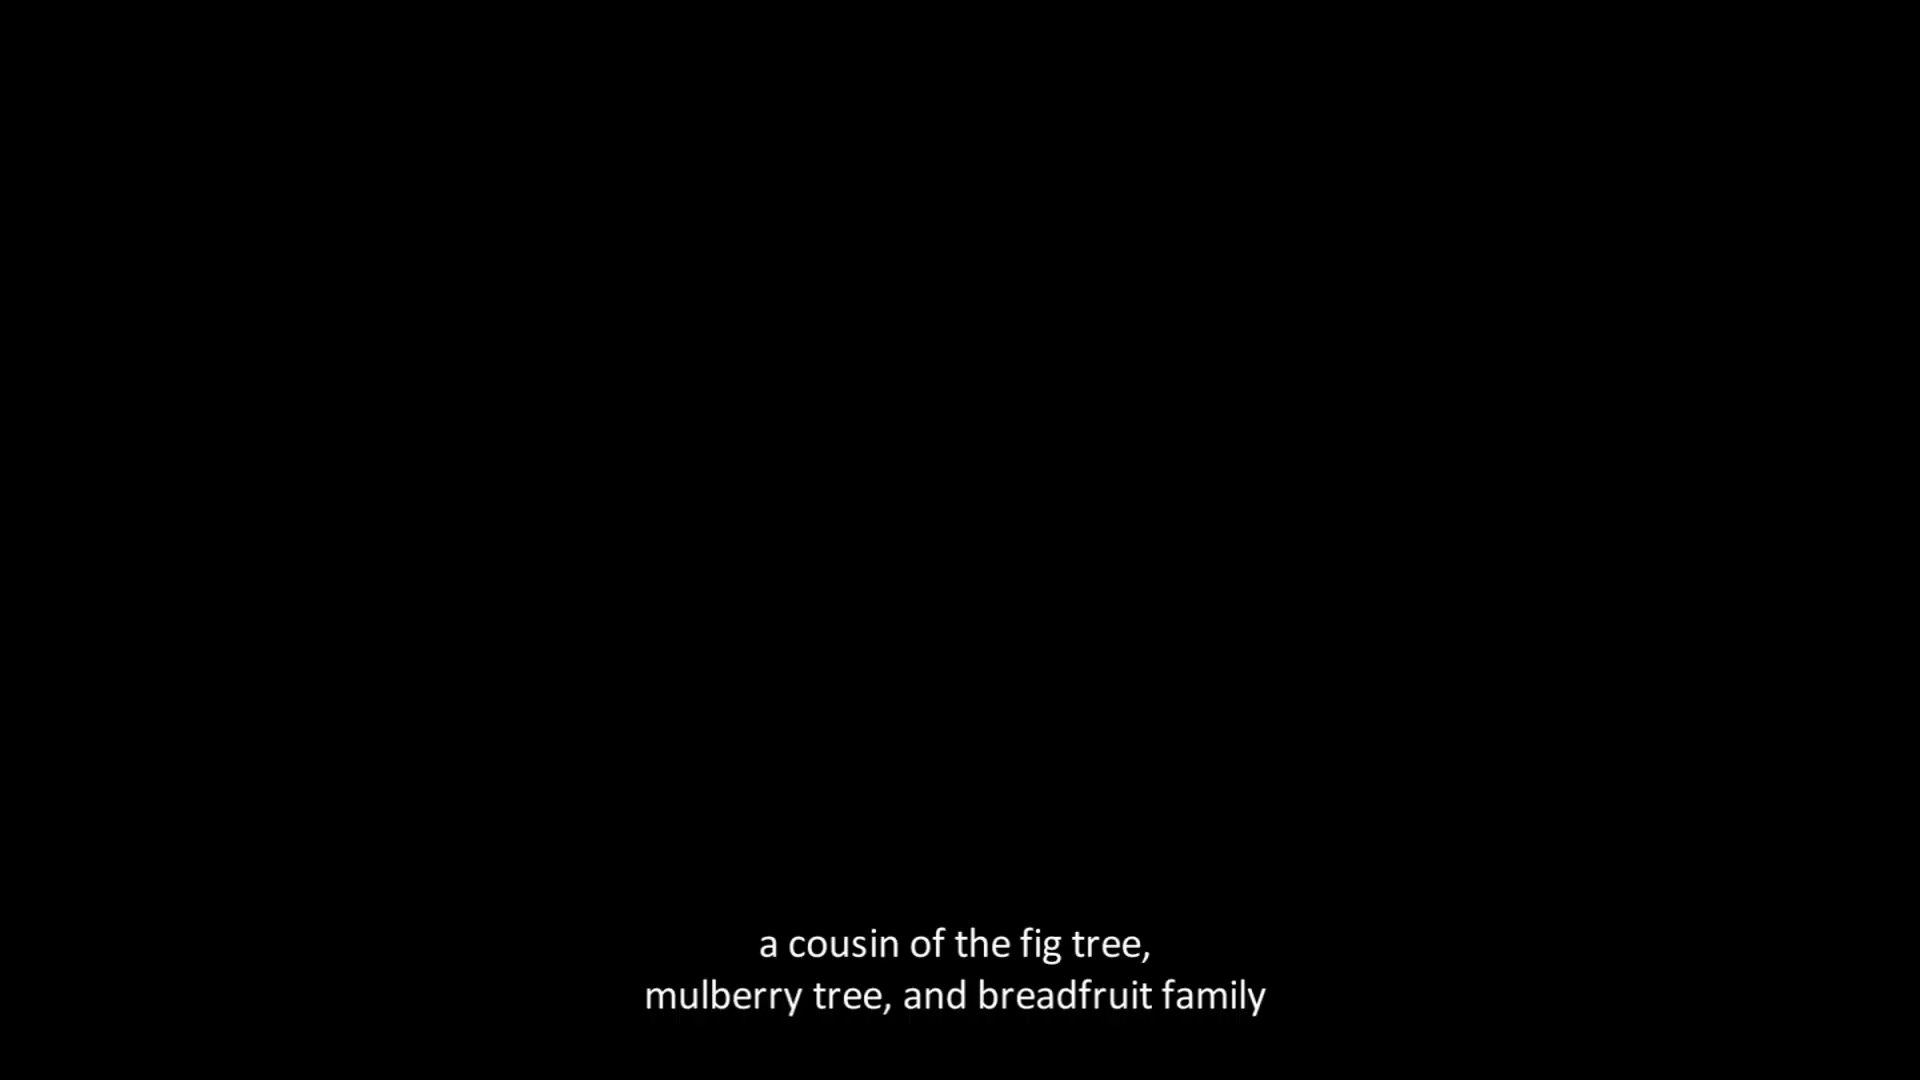 a cousin of the fig tree,
mulberry tree, and breadfruit family